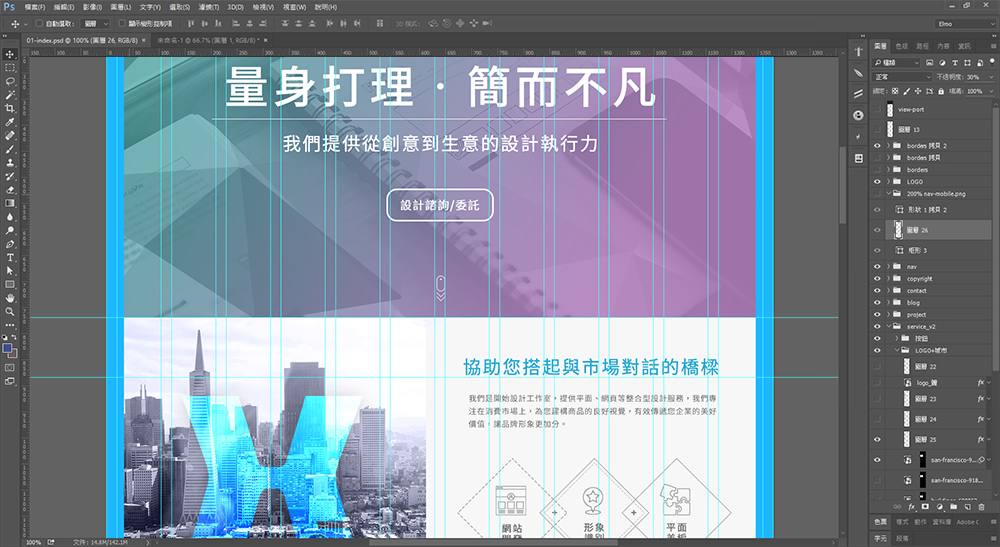 Ps 檔案(F) 編輯(E) 影像(I) 圖層(L) 文字(Y) 選取(S) 濾鏡(T) 3D(D) 檢視(V) 視窗(W) 說明(H)
自動選取： 圖層 顯示變形控制項 3D 模式： Elmo
01-index.psd @ 100% (圖層 26, RGB/8) × 未命名-1 @ 66.7% (圖層 1, RGB/8) * ×
量身打理・簡而不凡
我們提供從創意到生意的設計執行力
設計諮詢/委託
協助您搭起與市場對話的橋樑
我們是開始設計工作室，提供平面、網頁等整合型設計服務，我們專
注在消費市場上，為您建構商品的良好視覺，有效傳遞您企業的美好
價值，讓品牌形象更加分。
網站
形象
平面
圖層 色版 路徑 內容 資訊
種類
正常 不透明度： 30%
鎖定： 填滿： 100%
view-port
圖層 13
borders 拷貝 2
borders 拷貝
borders
LOGO
200% nav-mobile.png
形狀 1 拷貝 2
圖層 26
矩形 3
nav
copyright
contact
blog
project
service_v2
按鈕
LOGO+城市
圖層 22
圖層 23
圖層 24
圖層 25
san-francisco-9...
san-francisco-918...
色票 樣式 動作 資料庫 Adobe C
字元 段落
100% 文件：14.8M/142.1M